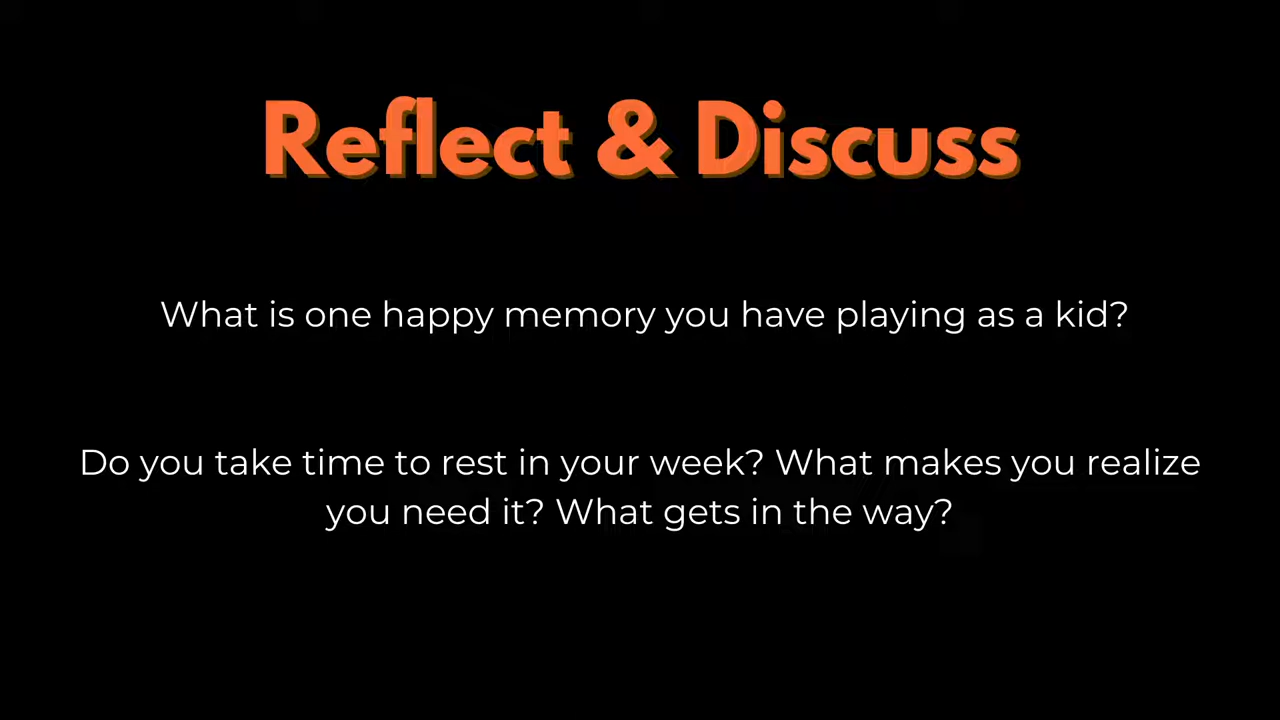 Reflect & Discuss
What is one happy memory you have playing as a kid?
Do you take time to rest in your week? What makes you realize
you need it? What gets in the way?